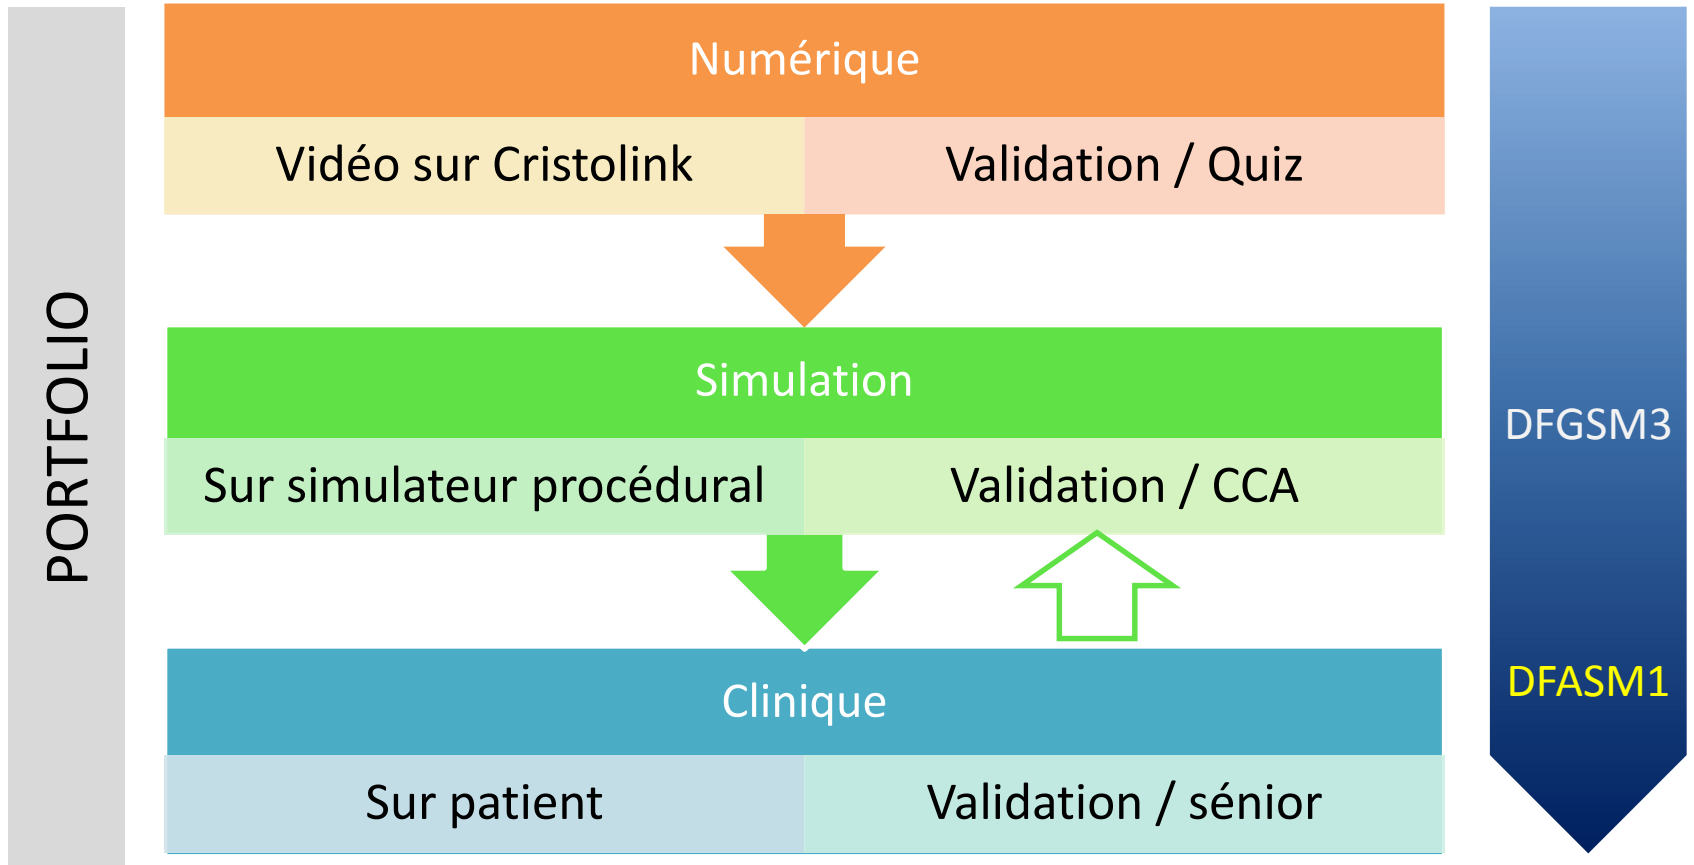 PORTFOLIO
Numérique
Vidéo sur Cristolink
Validation / Quiz
Simulation
Sur simulateur procédural
Validation / CCA
Clinique
Sur patient
Validation / sénior
DFGSM3
DFASM1